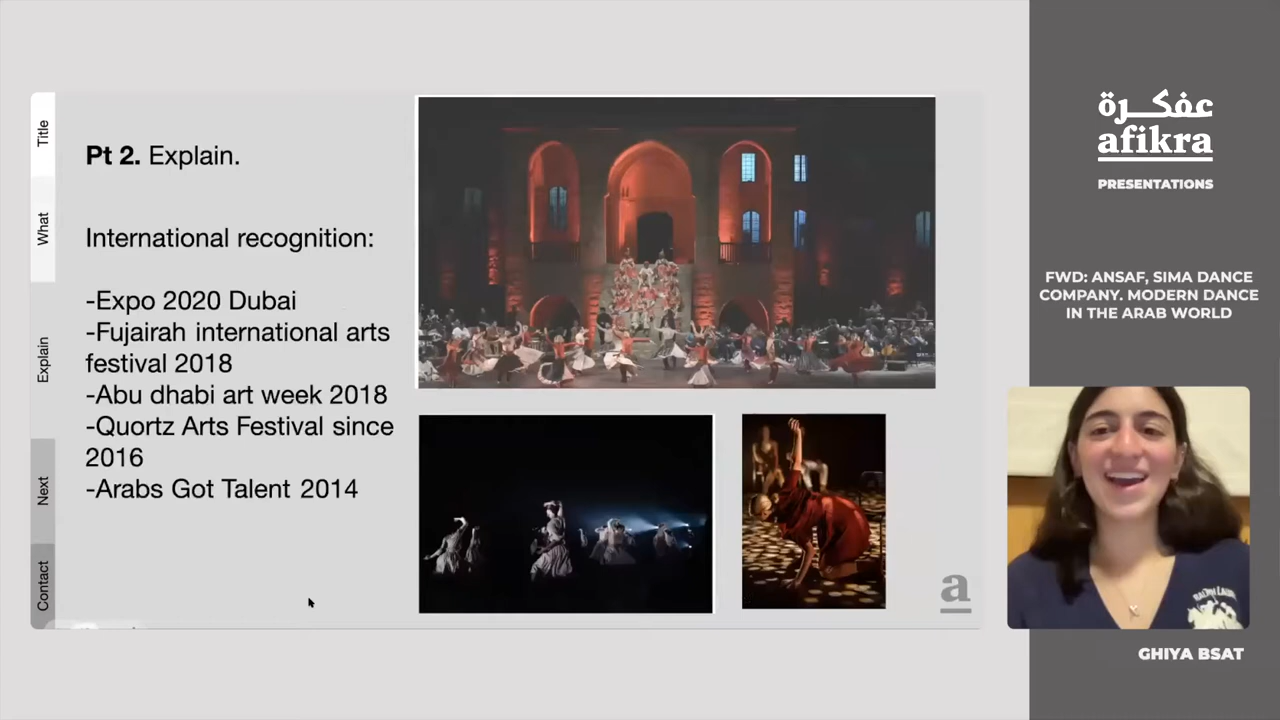 Title
What
Explain
Next
Contact
Pt 2. Explain.
International recognition:
-Expo 2020 Dubai
-Fujairah international arts
festival 2018
-Abu dhabi art week 2018
-Quortz Arts Festival since
2016
-Arabs Got Talent 2014
a
عفكرة
afikra
PRESENTATIONS
FWD: ANSAF, SIMA DANCE
COMPANY. MODERN DANCE
IN THE ARAB WORLD
RALPH LAUREN
GHIYA BSAT